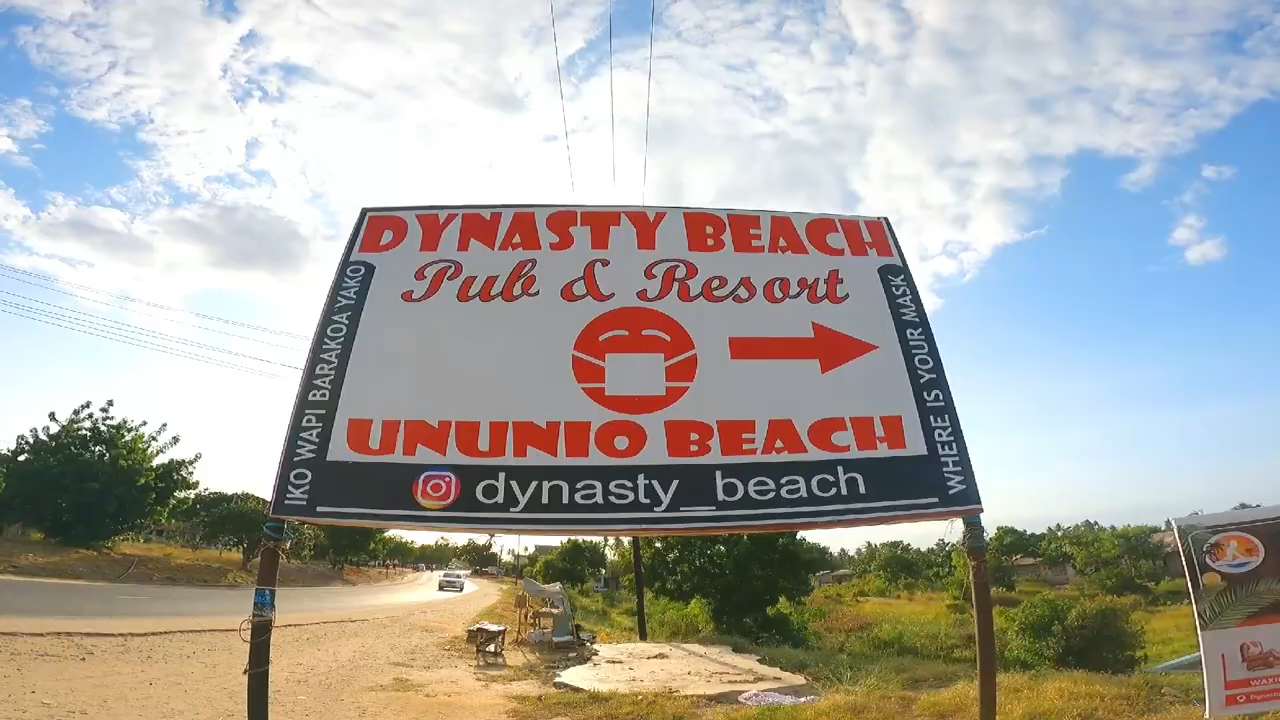 DYNASTY BEACH
Pub & Resort
IKO WAPI BARAKOA YAKO
WHERE IS YOUR MASK
UNUNIO BEACH
dynasty_beach